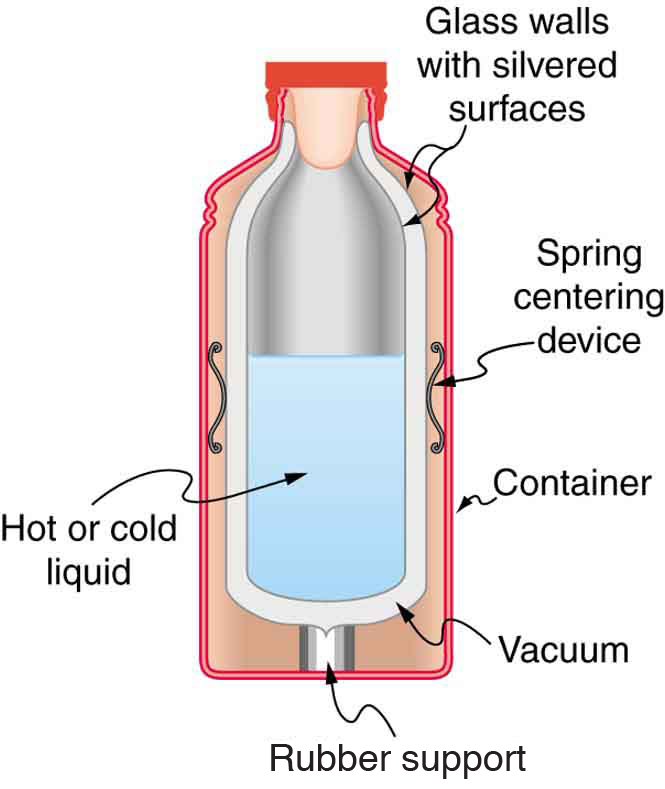 Glass walls
with silvered
surfaces
Spring
centering
device
Container
Hot or cold
liquid
Vacuum
Rubber support